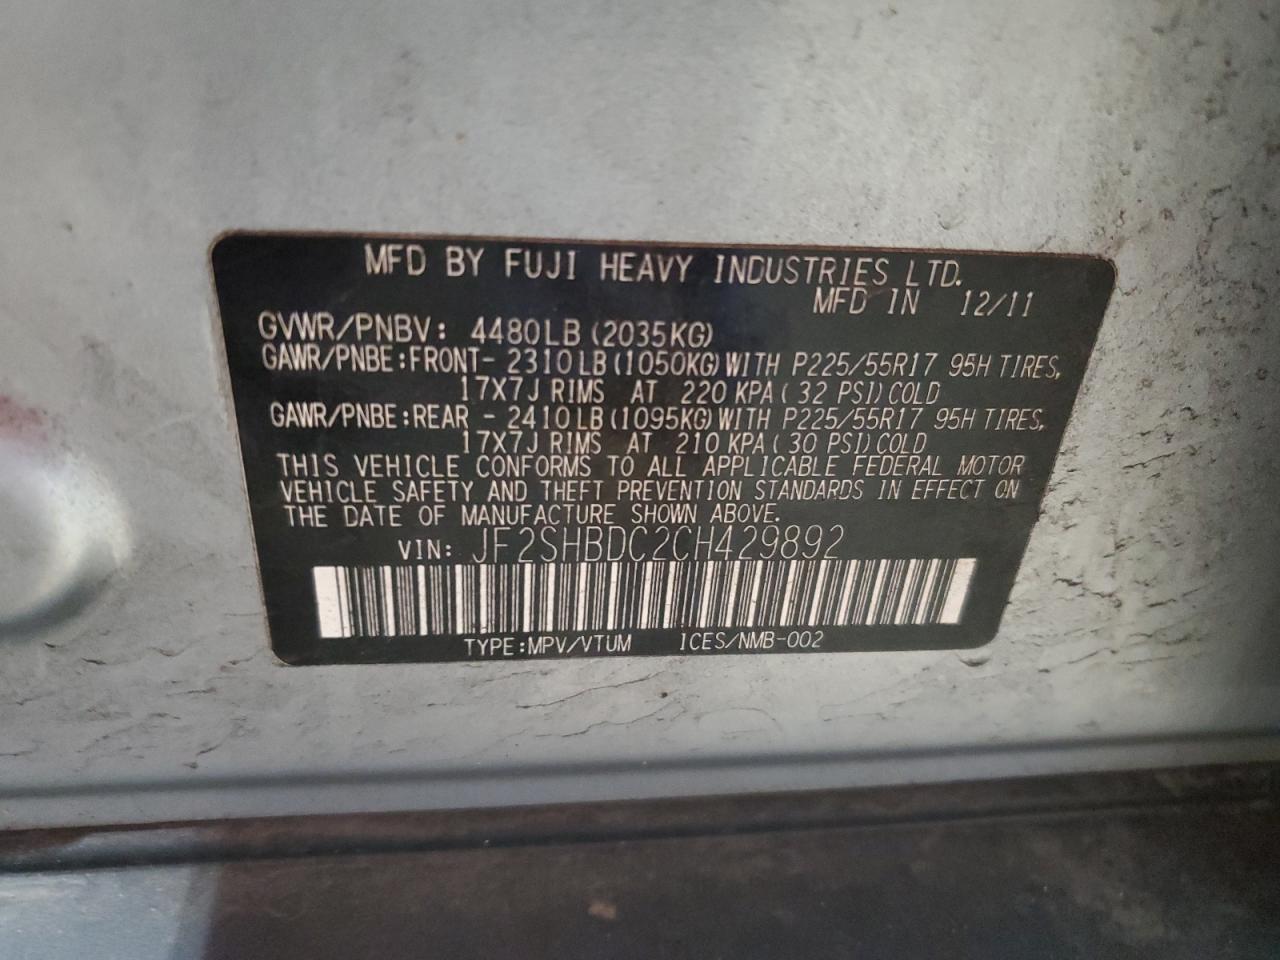 MFD BY FUJI HEAVY INDUSTRIES LTD.
MFD IN 12/11
GVWR/PNBV: 4480LB (2035KG)
GAWR/PNBE:FRONT- 2310LB (1050KG) WITH P225/55R17 95H TIRES,
17X7J RIMS AT 220 KPA ( 32 PSI) COLD
GAWR/PNBE:REAR - 2410LB (1095KG) WITH P225/55R17 95H TIRES,
17X7J RIMS AT 210 KPA ( 30 PSI) COLD
THIS VEHICLE CONFORMS TO ALL APPLICABLE FEDERAL MOTOR
VEHICLE SAFETY AND THEFT PREVENTION STANDARDS IN EFFECT ON
THE DATE OF MANUFACTURE SHOWN ABOVE.
VIN: JF2SHBDC2CH429892
TYPE:MPV/VTUM ICES/NMB-002